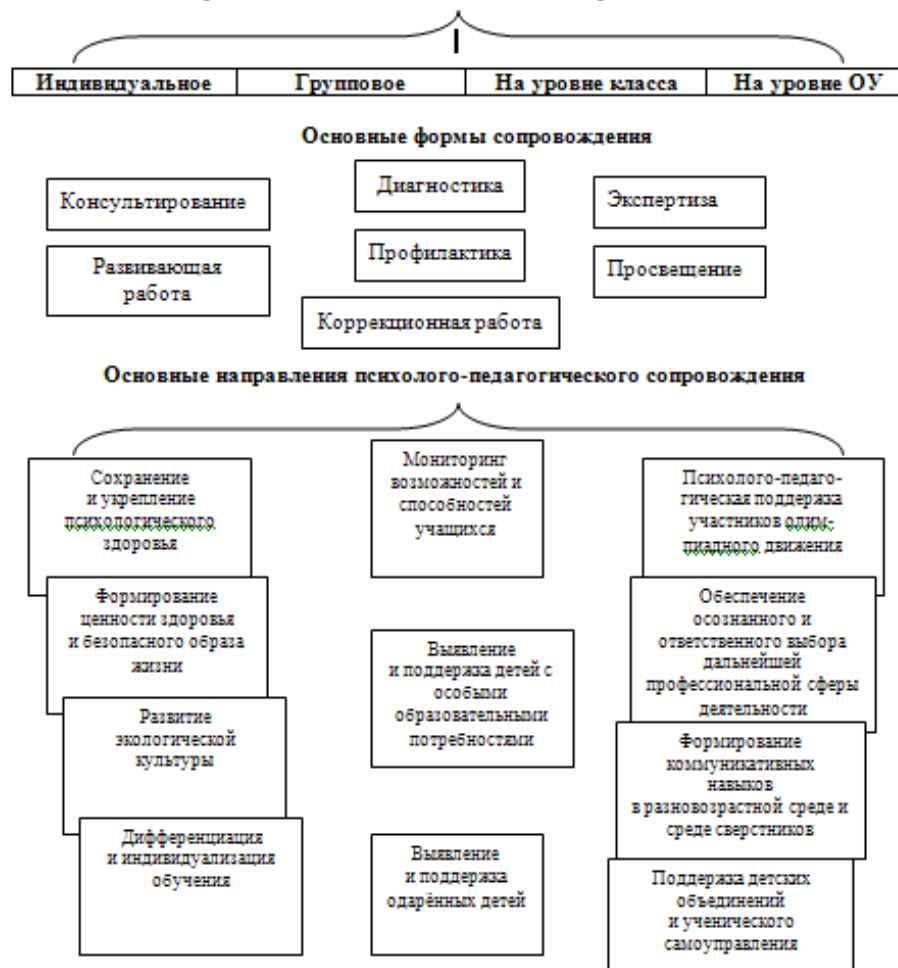 Индивидуальное Групповое На уровне класса На уровне ОУ
Основные формы сопровождения
Консультирование
Диагностика
Экспертиза
Развивающая
работа
Профилактика
Просвещение
Коррекционная работа
Основные направления психолого-педагогического сопровождения
Сохранение
и укрепление
психологического
здоровья
Формирование
ценности здоровья
и безопасного образа
жизни
Развитие
экологической
культуры
Дифференциация
и индивидуализация
обучения
Мониторинг
возможностей и
способностей
учащихся
Выявление
и поддержка детей с
особыми
образовательными
потребностями
Выявление
и поддержка
одарённых детей
Психолого-педаго-
гическая поддержка
участников олим-
пиадного движения
Обеспечение
осознанного и
ответственного выбора
дальнейшей
профессиональной сферы
деятельности
Формирование
коммуникативных
навыков
в разновозрастной среде и
среде сверстников
Поддержка детских
объединений
и ученического
самоуправления